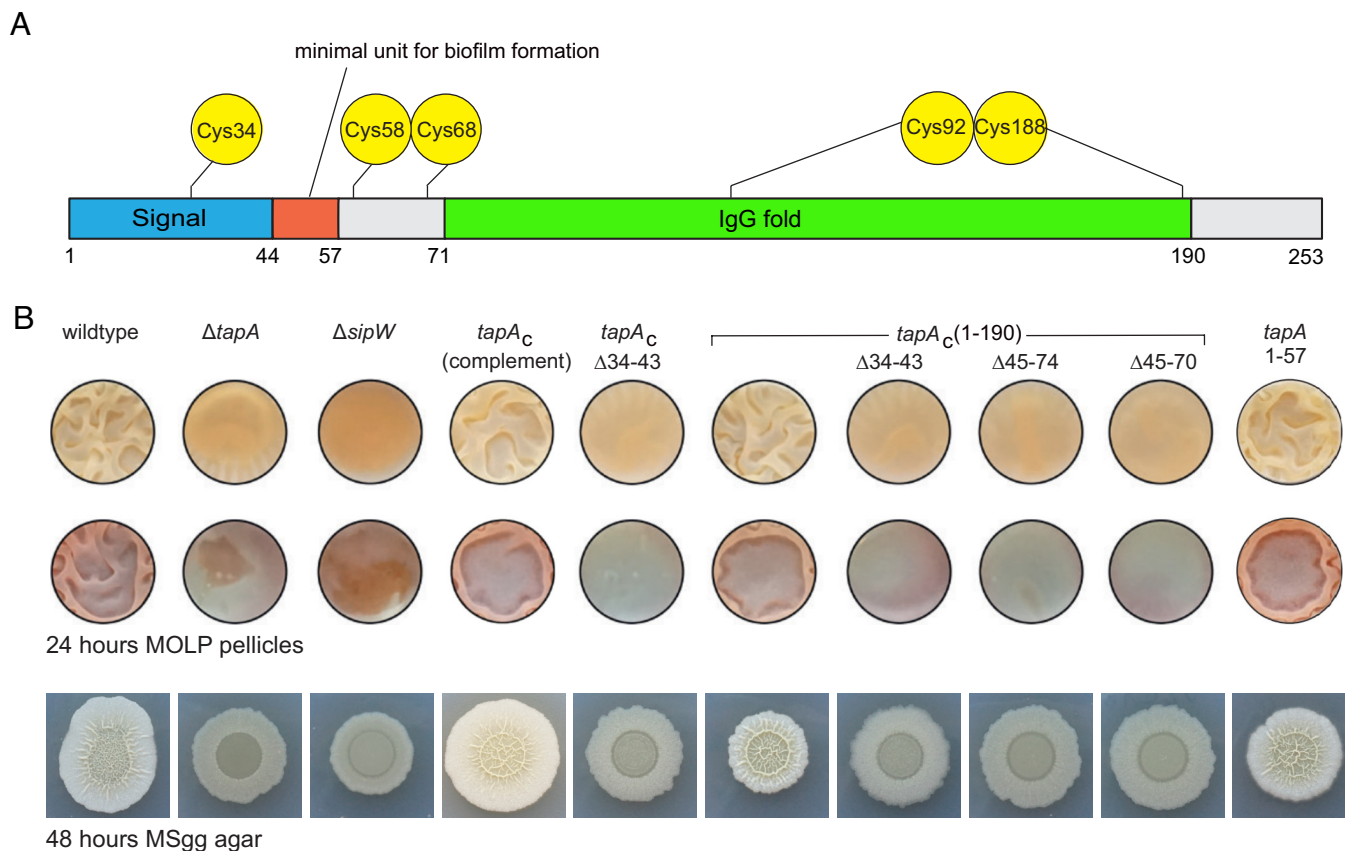 A
minimal unit for biofilm formation
Cys34
Cys58
Cys68
Cys92
Cys188
Signal
IgG fold
1
44
57
71
190
253
B
wildtype
ΔtapA
ΔsipW
tapAC
(complement)
tapAC
Δ34-43
tapAC(1-190)
Δ34-43
Δ45-74
Δ45-70
tapA
1-57
24 hours MOLP pellicles
48 hours MSgg agar